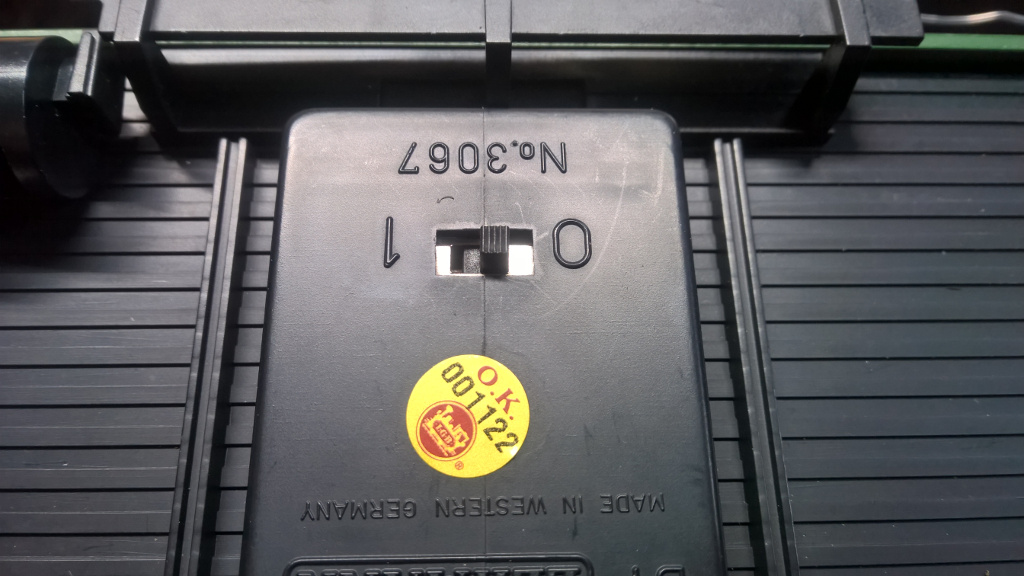 No.3067
0 1
O.K.
001122
MADE IN WESTERN GERMANY